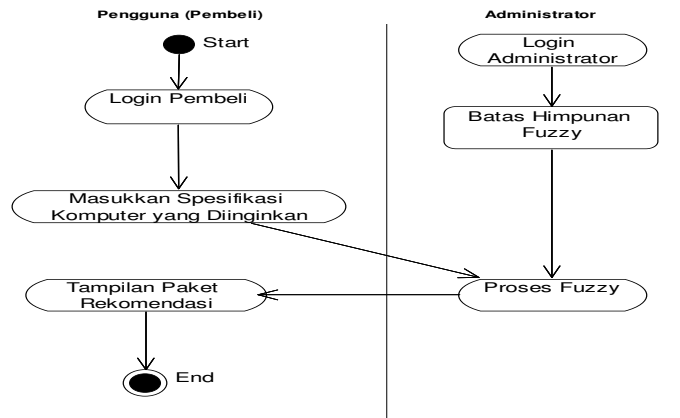 Pengguna (Pembeli)
Administrator
Start
Login
Administrator
Login Pembeli
Batas Himpunan
Fuzzy
Masukkan Spesifikasi
Komputer yang Diinginkan
Tampilan Paket
Rekomendasi
Proses Fuzzy
End